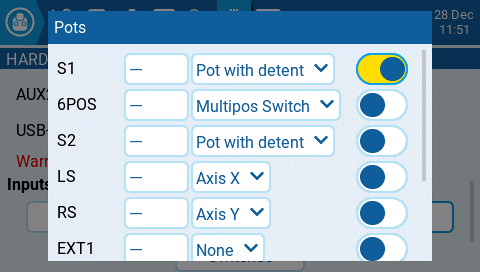 28 Dec
Pots
11:51
HARD
S1 --- Pot with detent
AUX
6POS --- Multipos Switch
USB-
S2 --- Pot with detent
Warn
LS --- Axis X
Inputs
RS --- Axis Y
EXT1 --- None